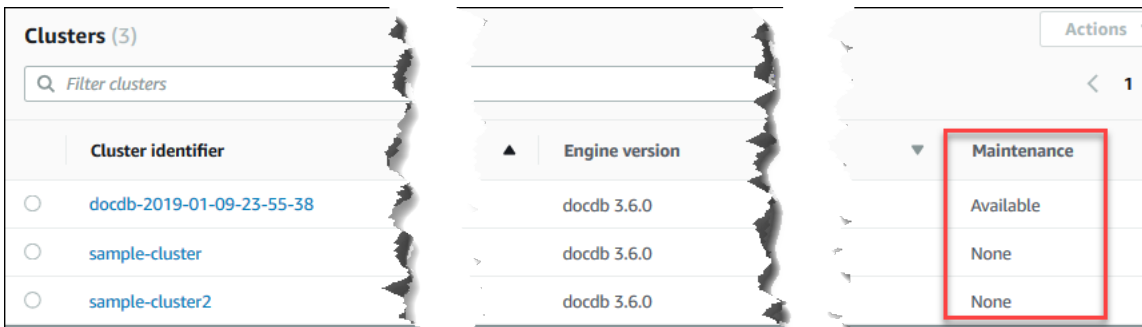 Clusters (3)
Actions
Filter clusters
1
Cluster identifier Engine version Maintenance
docdb-2019-01-09-23-55-38 docdb 3.6.0 Available
sample-cluster docdb 3.6.0 None
sample-cluster2 docdb 3.6.0 None